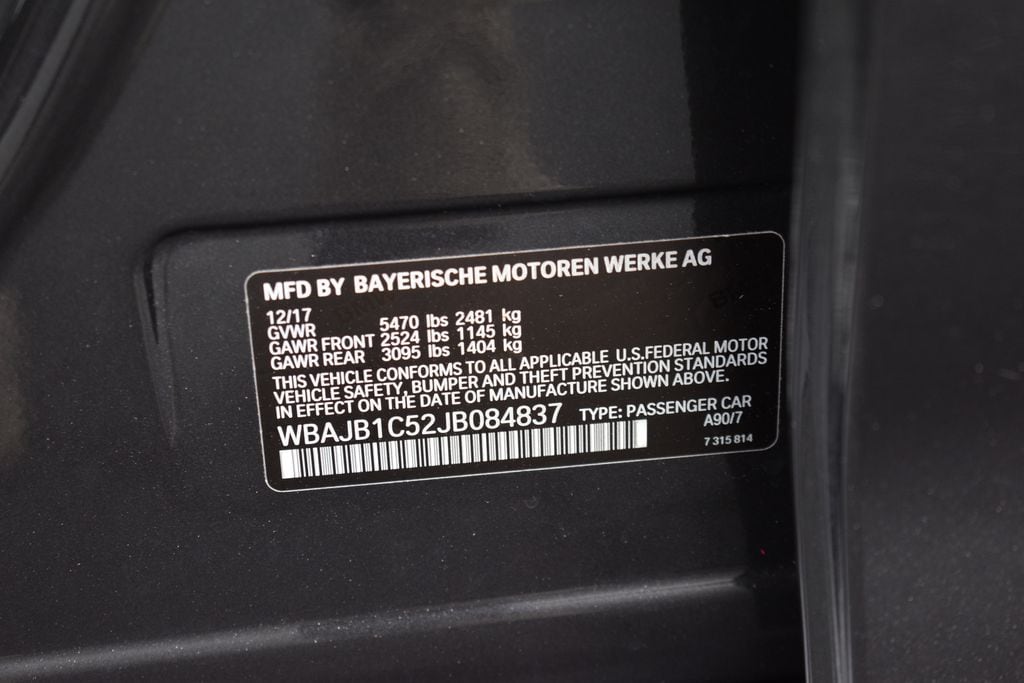 MFD BY BAYERISCHE MOTOREN WERKE AG
12/17
GVWR 5470 lbs 2481 kg
GAWR FRONT 2524 lbs 1145 kg
GAWR REAR 3095 lbs 1404 kg
THIS VEHICLE CONFORMS TO ALL APPLICABLE U.S.FEDERAL MOTOR
VEHICLE SAFETY, BUMPER AND THEFT PREVENTION STANDARDS
IN EFFECT ON THE DATE OF MANUFACTURE SHOWN ABOVE.
WBAJB1C52JB084837 TYPE: PASSENGER CAR
A90/7
7 315 814